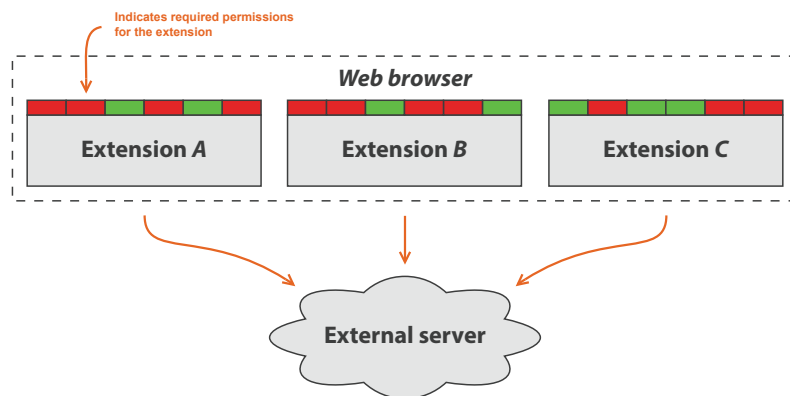 Indicates required permissions
for the extension
Web browser
Extension A
Extension B
Extension C
External server